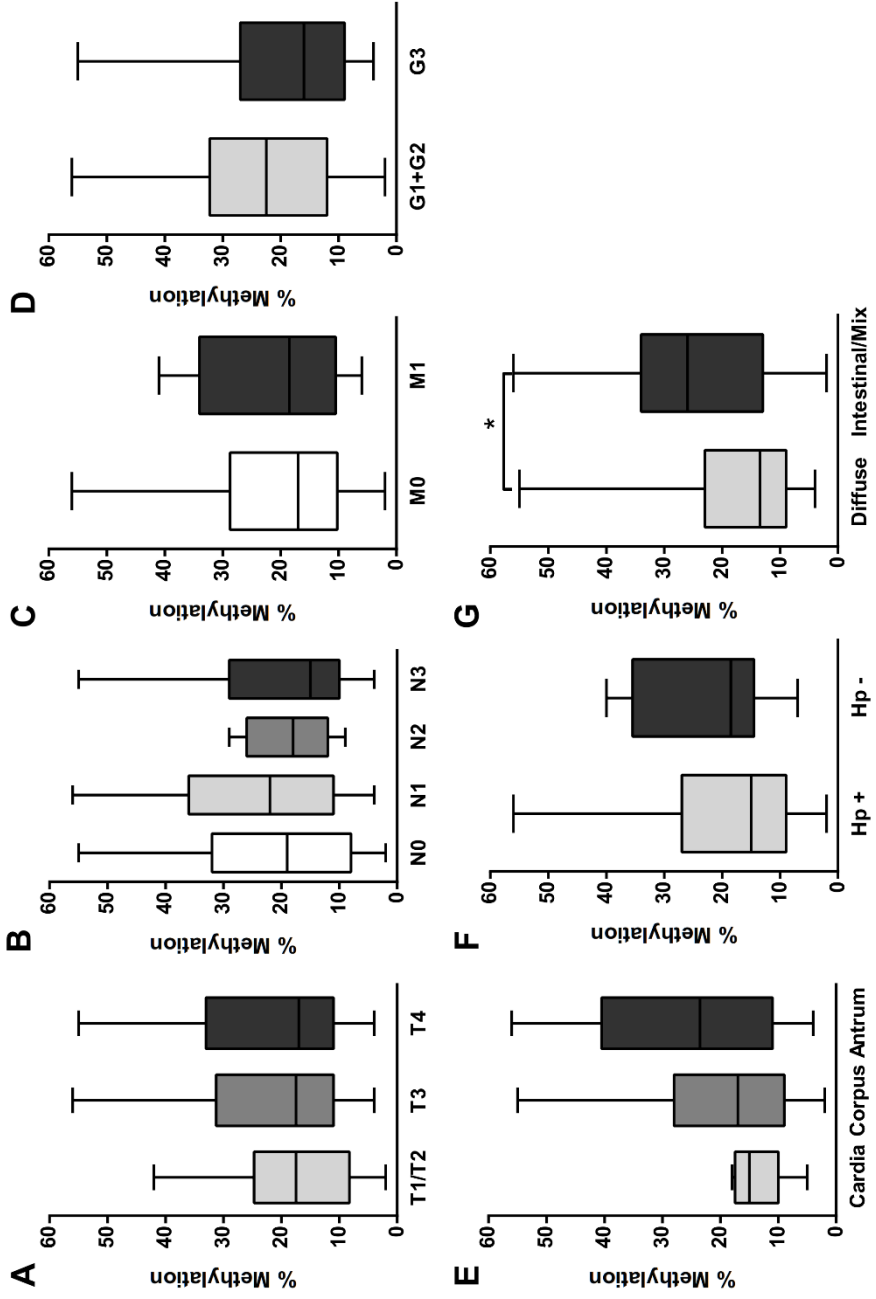 A
% Methylation
60
50
40
30
20
10
0
T1/T2 T3 T4
B
% Methylation
60
50
40
30
20
10
0
N0 N1 N2 N3
C
% Methylation
60
50
40
30
20
10
0
M0 M1
D
% Methylation
60
50
40
30
20
10
0
G1+G2 G3
E
% Methylation
60
50
40
30
20
10
0
Cardia Corpus Antrum
F
% Methylation
60
50
40
30
20
10
0
Hp + Hp -
G
% Methylation
60
50
40
30
20
10
0
*
Diffuse Intestinal/Mix